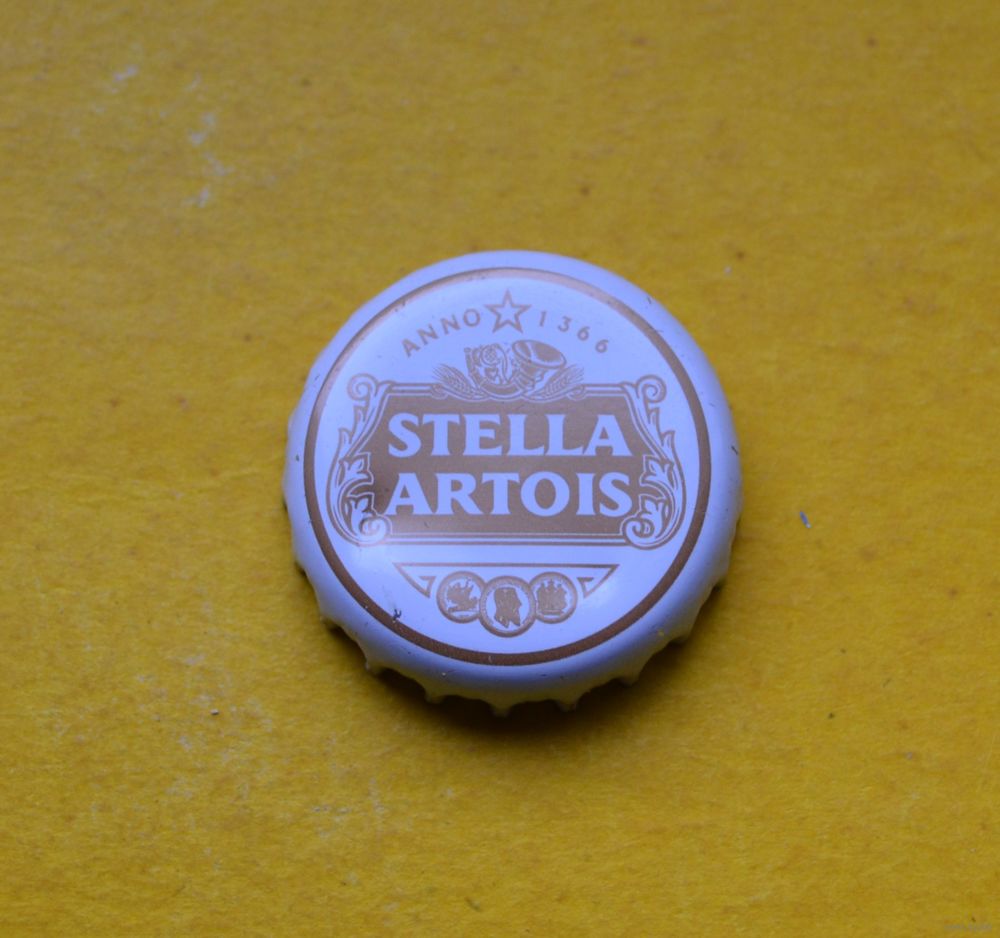 ANNO ☆ 1366
STELLA
ARTOIS